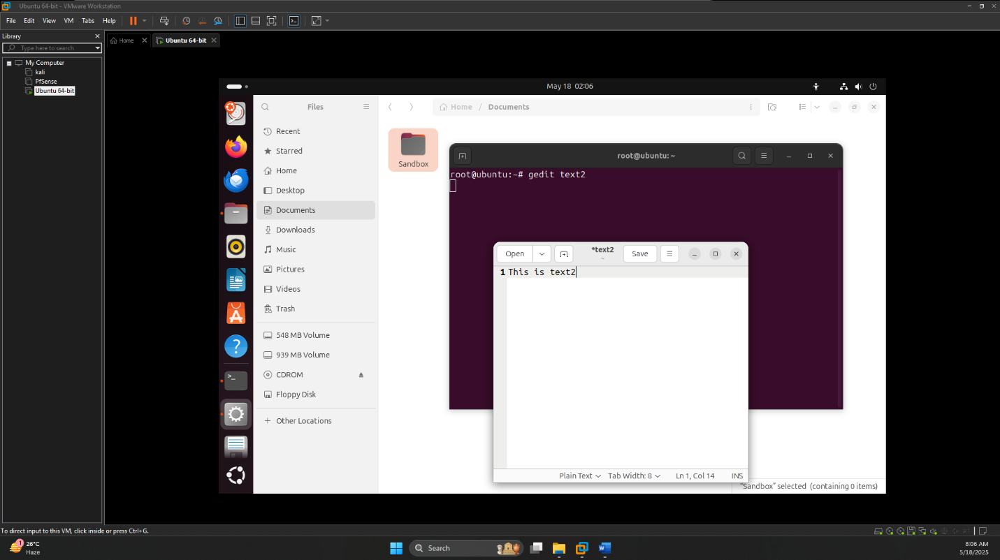 Ubuntu 64-bit - VMware Workstation
File Edit View VM Tabs Help
Library
Type here to search
My Computer
kali
PfSense
Ubuntu 64-bit
Home
Ubuntu 64-bit
May 18 02:06
Files
Recent
Starred
Home
Desktop
Documents
Downloads
Music
Pictures
Videos
Trash
548 MB Volume
939 MB Volume
CDROM
Floppy Disk
+ Other Locations
Home / Documents
Sandbox
root@ubuntu: ~
root@ubuntu:~# gedit text2
Open
*text2
~
Save
1 This is text2
Plain Text
Tab Width: 8
Ln 1, Col 14
INS
"Sandbox" selected (containing 0 items)
To direct input to this VM, click inside or press Ctrl+G.
1
26°C
Haze
Search
8:06 AM
5/18/2025